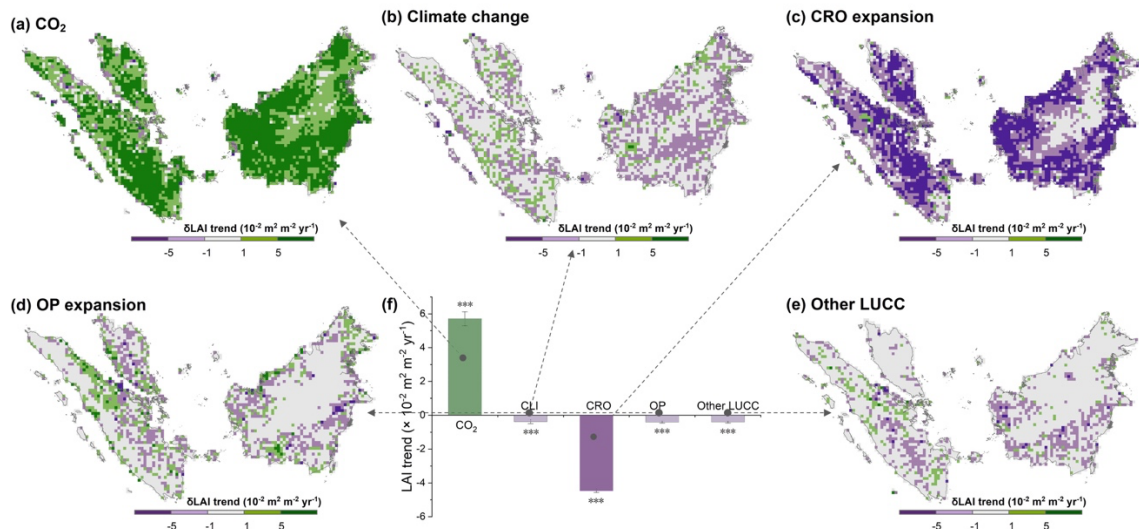 (a) CO₂
(b) Climate change
(c) CRO expansion
δLAI trend (10⁻² m² m⁻² yr⁻¹)
-5 -1 1 5
δLAI trend (10⁻² m² m⁻² yr⁻¹)
-5 -1 1 5
δLAI trend (10⁻² m² m⁻² yr⁻¹)
-5 -1 1 5
(d) OP expansion
(f)
(e) Other LUCC
LAI trend (× 10⁻² m² m⁻² yr⁻¹)
6
4
2
0
-2
-4
-6
***
CLI CRO OP Other LUCC
CO₂
*** *** ***
***
δLAI trend (10⁻² m² m⁻² yr⁻¹)
-5 -1 1 5
δLAI trend (10⁻² m² m⁻² yr⁻¹)
-5 -1 1 5